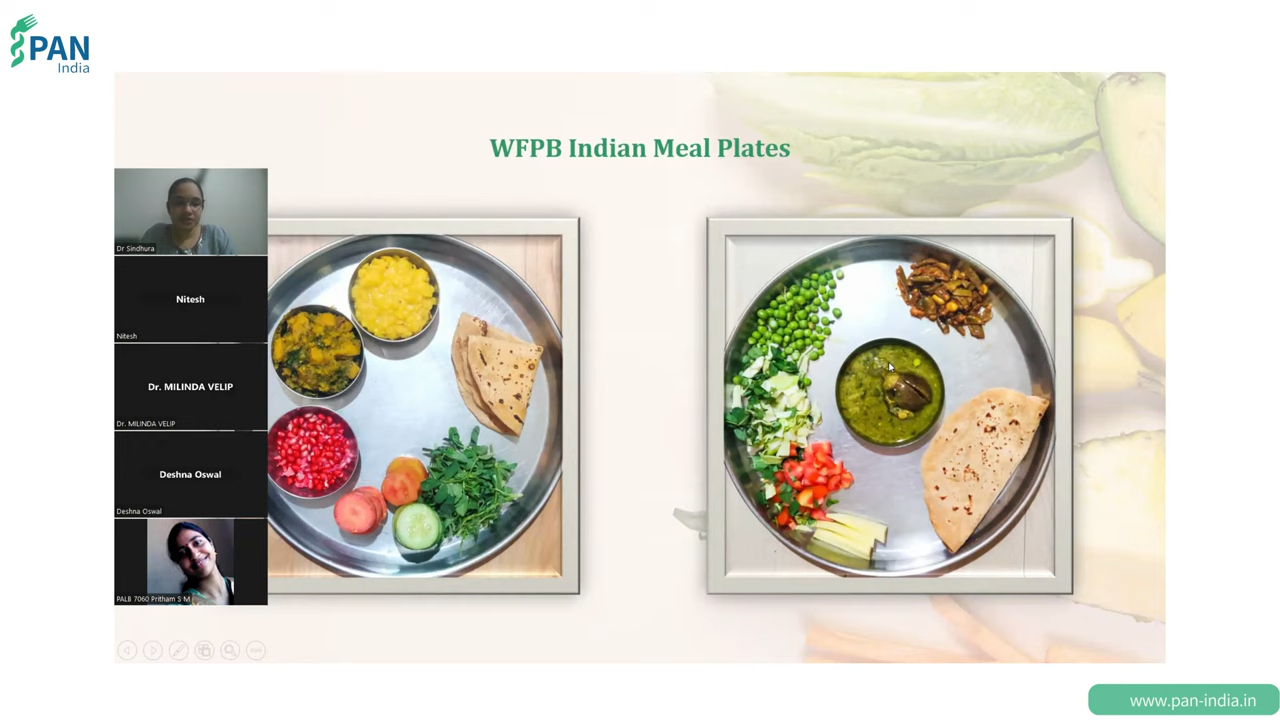 PAN
India
WFPB Indian Meal Plates
Dr Sindhura
Nitesh
Nitesh
Dr. MILINDA VELIP
Dr. MILINDA VELIP
Deshna Oswal
Deshna Oswal
PALB 7060 Pritham S M
www.pan-india.in